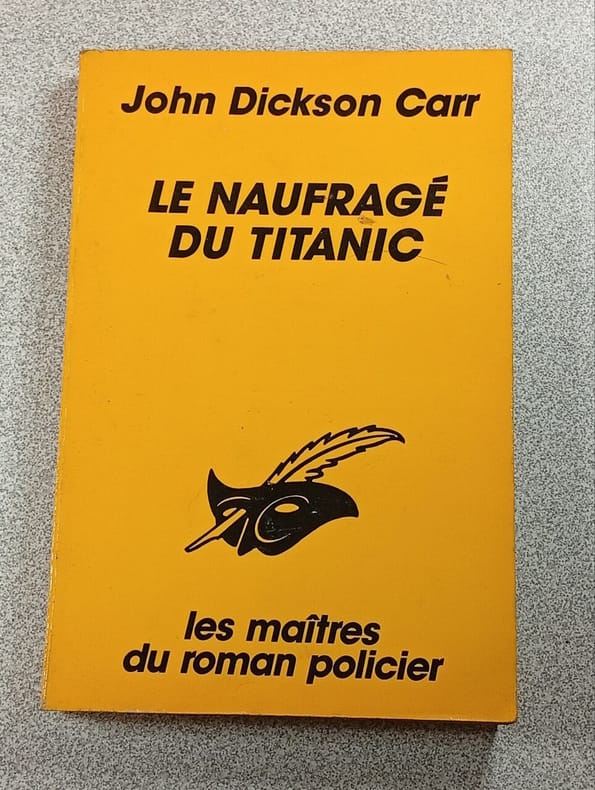 John Dickson Carr
LE NAUFRAGÉ
DU TITANIC
les maîtres
du roman policier